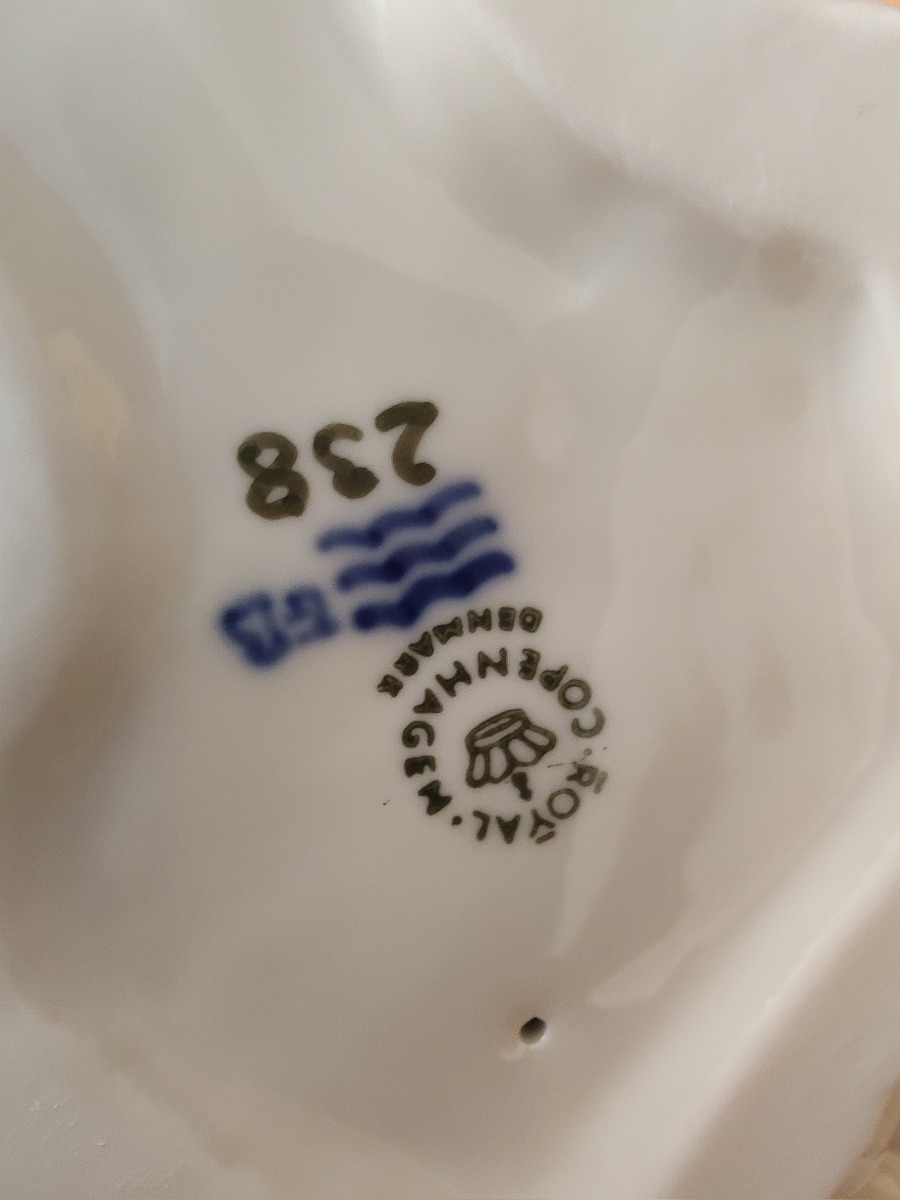 ROYAL · COPENHAGEN ·
DENMARK
238